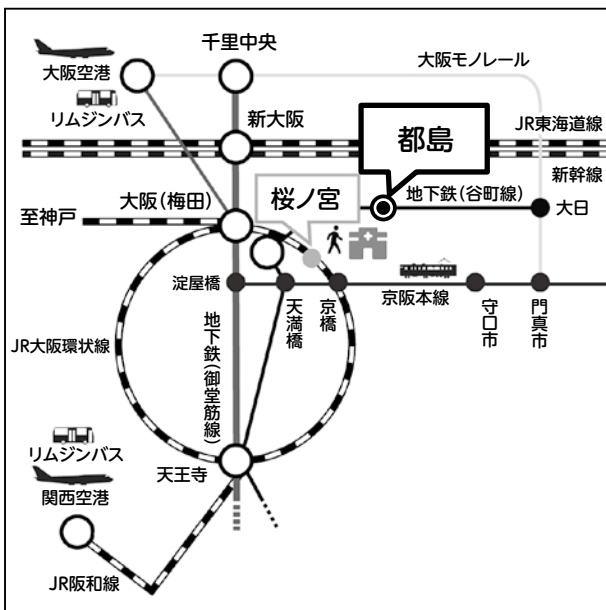 千里中央
大阪空港
大阪モノレール
リムジンバス
新大阪
都島
JR東海道線
新幹線
大阪(梅田)
桜ノ宮
地下鉄(谷町線)
至神戸
大日
淀屋橋
天満橋
京橋
京阪本線
守口市
門真市
JR大阪環状線
地下鉄(御堂筋線)
リムジンバス
関西空港
天王寺
JR阪和線